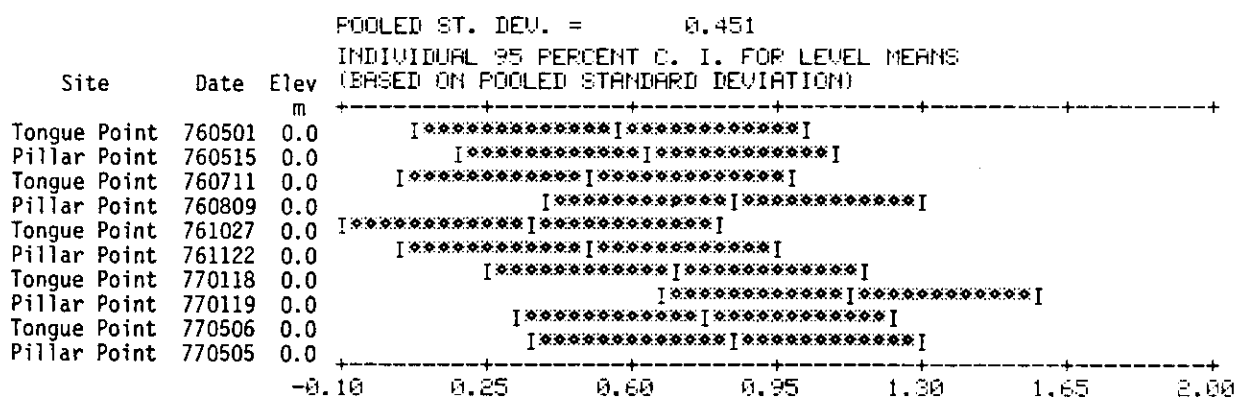 POOLED ST. DEV. = 0.451
INDIVIDUAL 95 PERCENT C. I. FOR LEVEL MEANS
(BASED ON POOLED STANDARD DEVIATION)
Site Date Elev
m
Tongue Point 760501 0.0
Pillar Point 760515 0.0
Tongue Point 760711 0.0
Pillar Point 760809 0.0
Tongue Point 761027 0.0
Pillar Point 761122 0.0
Tongue Point 770118 0.0
Pillar Point 770119 0.0
Tongue Point 770506 0.0
Pillar Point 770505 0.0
-0.10 0.25 0.60 0.95 1.30 1.65 2.00